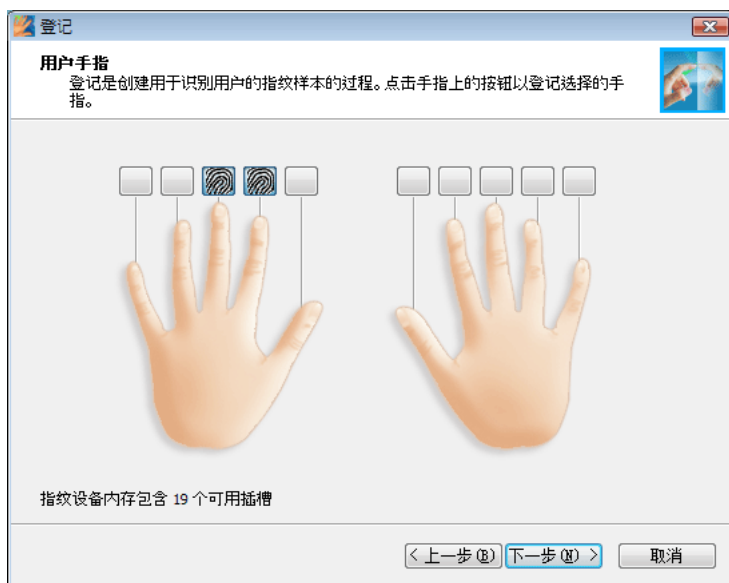 登记
用户手指
登记是创建用于识别用户的指纹样本的过程。点击手指上的按钮以登记选择的手
指。
指纹设备内存包含 19 个可用插槽
< 上一步(B) 下一步(N) > 取消